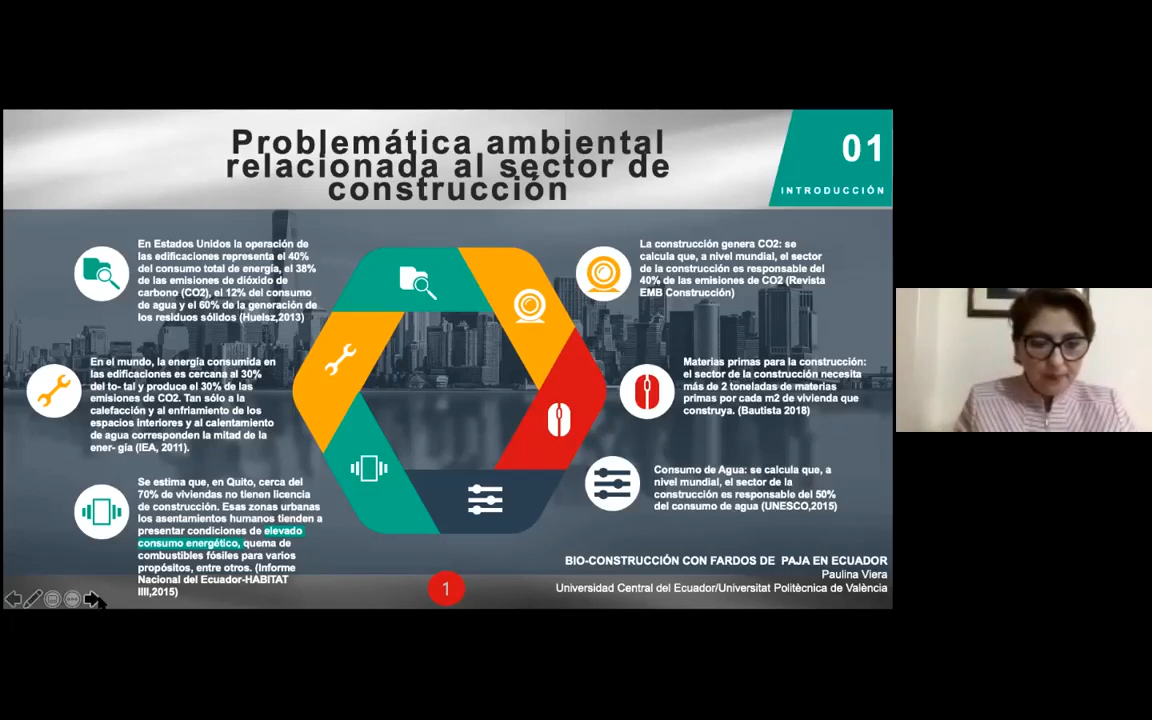 Problemática ambiental
relacionada al sector de
construcción
01
INTRODUCCIÓN
En Estados Unidos la operación de
las edificaciones representa el 40%
del consumo total de energía, el 38%
de las emisiones de dióxido de
carbono (CO2), el 12% del consumo
de agua y el 60% de la generación de
los residuos sólidos (Huelsz,2013)
En el mundo, la energía consumida en
las edificaciones es cercana al 30%
del to- tal y produce el 30% de las
emisiones de CO2. Tan sólo a la
calefacción y al enfriamiento de los
espacios interiores y al calentamiento
de agua corresponden la mitad de la
ener- gía (IEA, 2011).
Se estima que, en Quito, cerca del
70% de viviendas no tienen licencia
de construcción. Esas zonas urbanas
los asentamientos humanos tienden a
presentar condiciones de elevado
consumo energético, quema de
combustibles fósiles para varios
propósitos, entre otros. (Informe
Nacional del Ecuador-HABITAT
IIII,2015)
La construcción genera CO2: se
calcula que, a nivel mundial, el sector
de la construcción es responsable del
40% de las emisiones de CO2 (Revista
EMB Construcción)
Materias primas para la construcción:
el sector de la construcción necesita
más de 2 toneladas de materias
primas por cada m2 de vivienda que
construya. (Bautista 2018)
Consumo de Agua: se calcula que, a
nivel mundial, el sector de la
construcción es responsable del 50%
del consumo de agua (UNESCO,2015)
1
BIO-CONSTRUCCIÓN CON FARDOS DE PAJA EN ECUADOR
Paulina Viera
Universidad Central del Ecuador/Universitat Politècnica de València